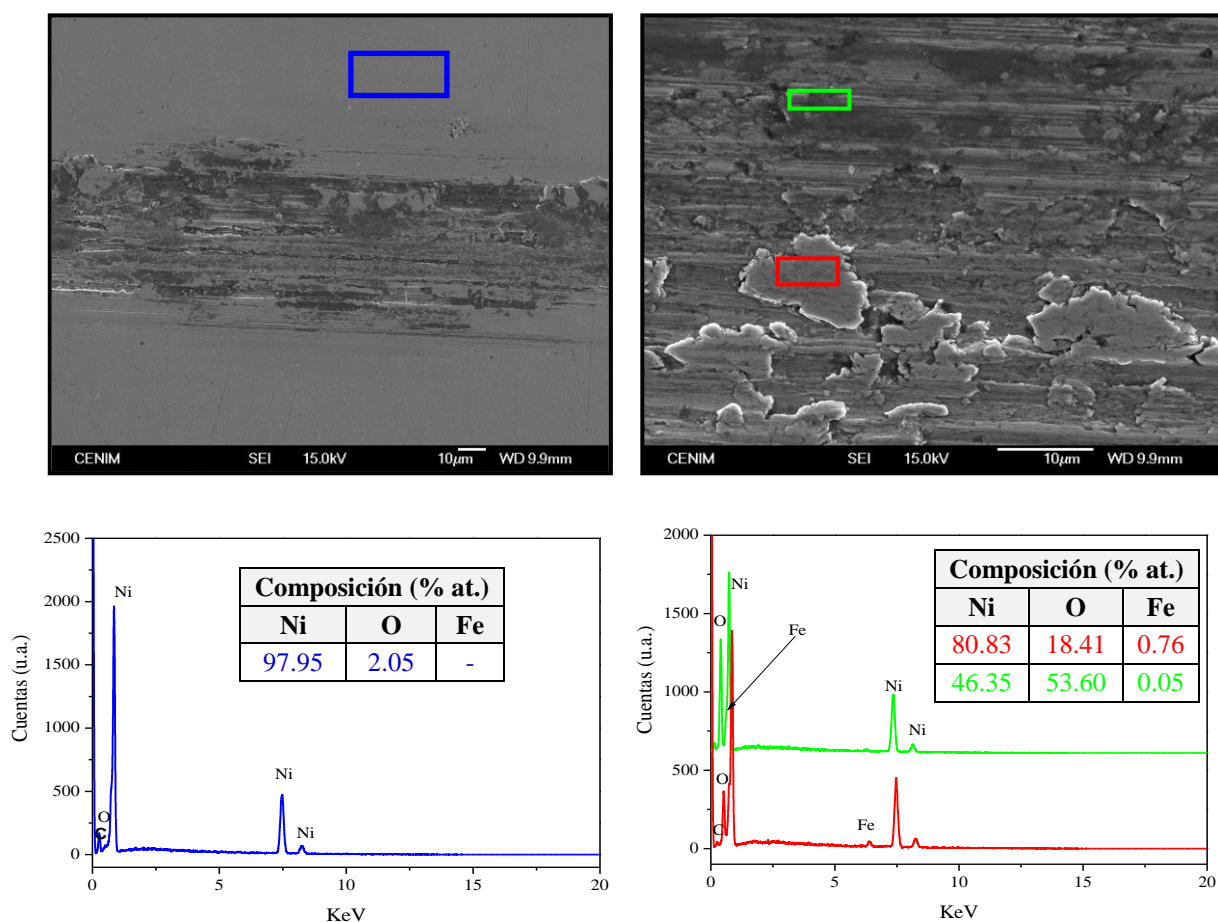 CENIM SEI 15.0kV 10μm WD 9.9mm
CENIM SEI 15.0kV 10μm WD 9.9mm
2500
2000
1500
1000
500
0
Cuentas (u.a.)
Ni
O
C
Ni
Ni
Composición (% at.)
Ni O Fe
97.95 2.05 -
0 5 10 15 20
KeV
2000
1500
1000
500
0
Cuentas (u.a.)
Ni
O
Fe
Ni
Ni
O
C
Fe
Composición (% at.)
Ni O Fe
80.83 18.41 0.76
46.35 53.60 0.05
0 5 10 15 20
KeV